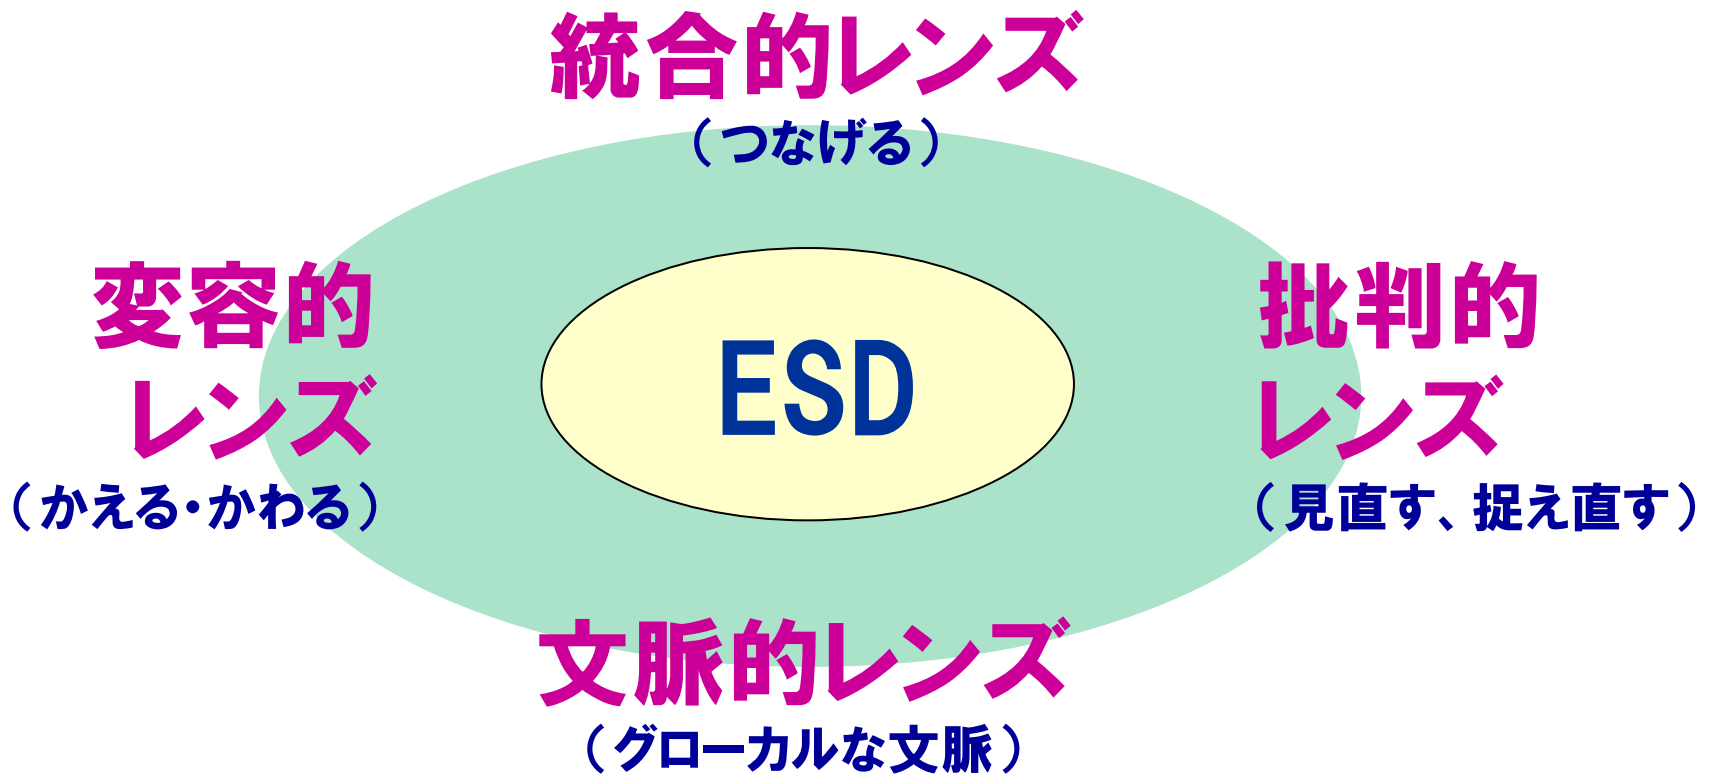 統合的レンズ
（つなげる）
変容的
レンズ
（かえる・かわる）
ESD
批判的
レンズ
（見直す、捉え直す）
文脈的レンズ
（グローカルな文脈）